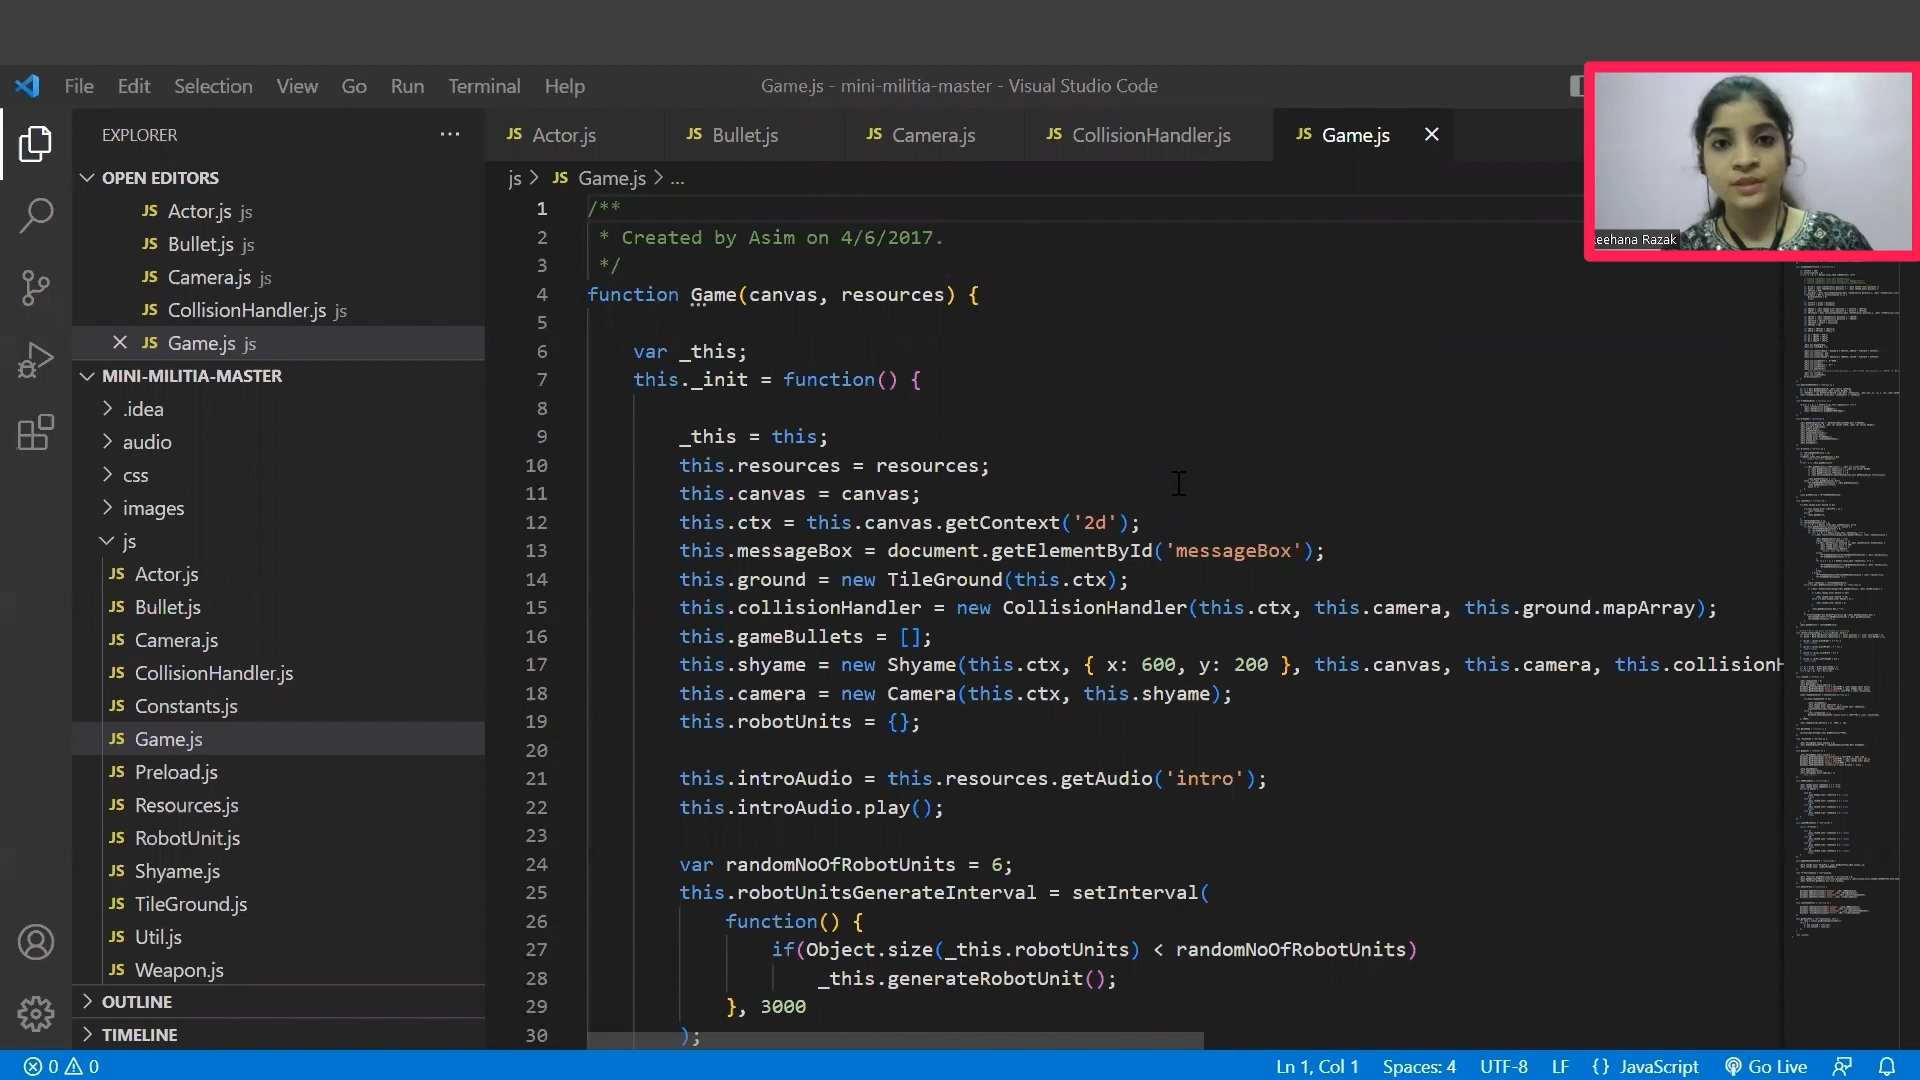 File Edit Selection View Go Run Terminal Help
Game.js - mini-militia-master - Visual Studio Code
EXPLORER
OPEN EDITORS
JS Actor.js js
JS Bullet.js js
JS Camera.js js
JS CollisionHandler.js js
JS Game.js js
MINI-MILITIA-MASTER
.idea
audio
css
images
js
JS Actor.js
JS Bullet.js
JS Camera.js
JS CollisionHandler.js
JS Constants.js
JS Game.js
JS Preload.js
JS Resources.js
JS RobotUnit.js
JS Shyame.js
JS TileGround.js
JS Util.js
JS Weapon.js
OUTLINE
TIMELINE
JS Actor.js JS Bullet.js JS Camera.js JS CollisionHandler.js JS Game.js
js > JS Game.js > ...
1 /**
2 * Created by Asim on 4/6/2017.
3 */
4 function Game(canvas, resources) {
5
6 var _this;
7 this._init = function() {
8
9 _this = this;
10 this.resources = resources;
11 this.canvas = canvas;
12 this.ctx = this.canvas.getContext('2d');
13 this.messageBox = document.getElementById('messageBox');
14 this.ground = new TileGround(this.ctx);
15 this.collisionHandler = new CollisionHandler(this.ctx, this.camera, this.ground.mapArray);
16 this.gameBullets = [];
17 this.shyame = new Shyame(this.ctx, { x: 600, y: 200 }, this.canvas, this.camera, this.collisionH
18 this.camera = new Camera(this.ctx, this.shyame);
19 this.robotUnits = {};
20
21 this.introAudio = this.resources.getAudio('intro');
22 this.introAudio.play();
23
24 var randomNoOfRobotUnits = 6;
25 this.robotUnitsGenerateInterval = setInterval(
26 function() {
27 if(Object.size(_this.robotUnits) < randomNoOfRobotUnits)
28 _this.generateRobotUnit();
29 }, 3000
30 );
eehana Razak
0 0
Ln 1, Col 1 Spaces: 4 UTF-8 LF {} JavaScript Go Live